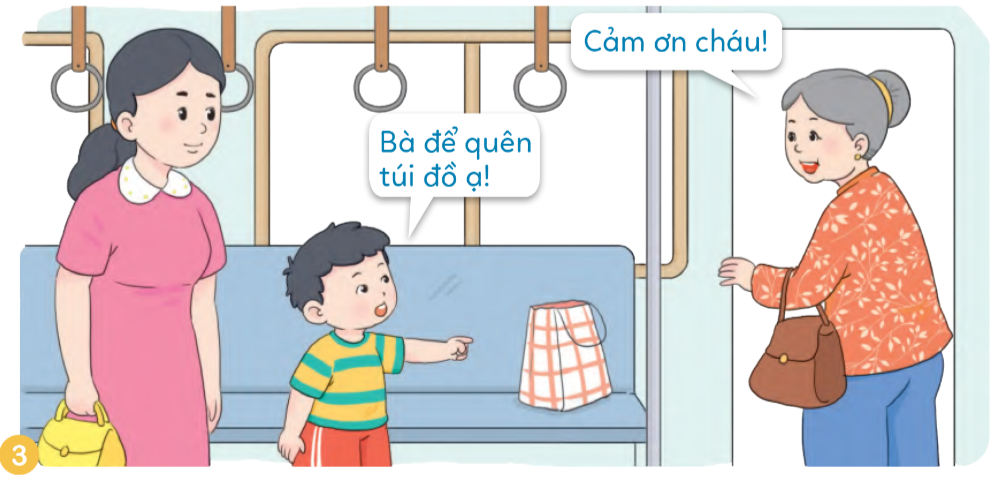 Cảm ơn cháu!
Bà để quên
túi đồ ạ!
3